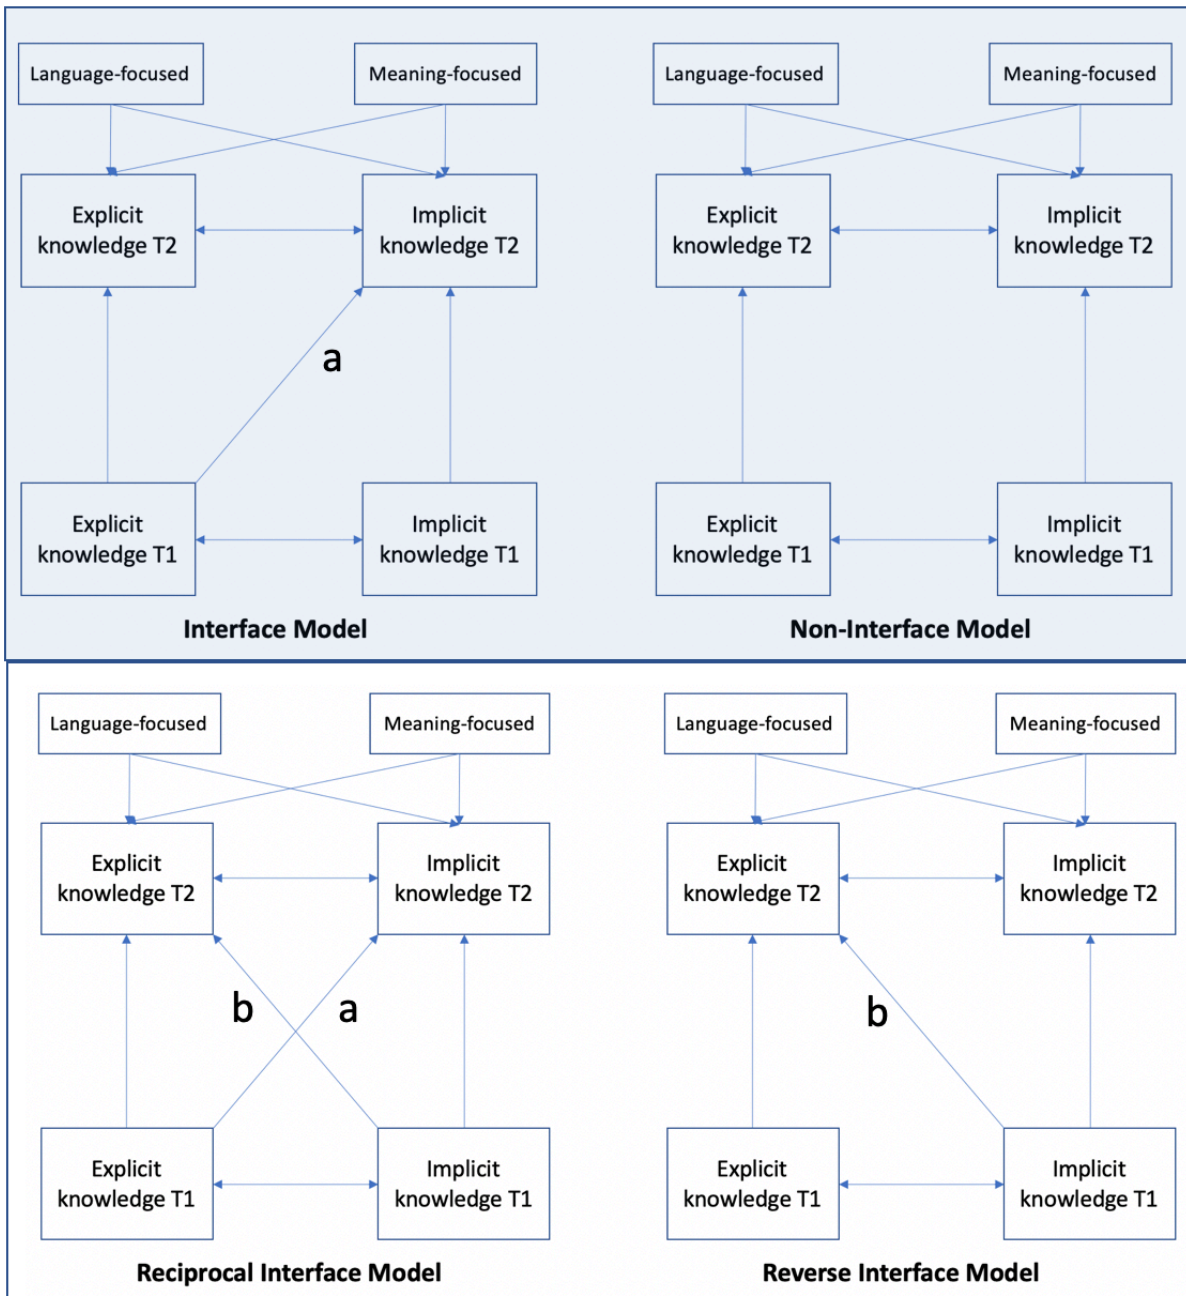 Language-focused
Meaning-focused
Language-focused
Meaning-focused
Explicit
knowledge T2
Implicit
knowledge T2
Explicit
knowledge T2
Implicit
knowledge T2
a
Explicit
knowledge T1
Implicit
knowledge T1
Explicit
knowledge T1
Implicit
knowledge T1
Interface Model
Non-Interface Model
Language-focused
Meaning-focused
Language-focused
Meaning-focused
Explicit
knowledge T2
Implicit
knowledge T2
Explicit
knowledge T2
Implicit
knowledge T2
b
a
b
Explicit
knowledge T1
Implicit
knowledge T1
Explicit
knowledge T1
Implicit
knowledge T1
Reciprocal Interface Model
Reverse Interface Model